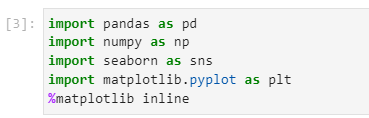 [3]: import pandas as pd
import numpy as np
import seaborn as sns
import matplotlib.pyplot as plt
%matplotlib inline